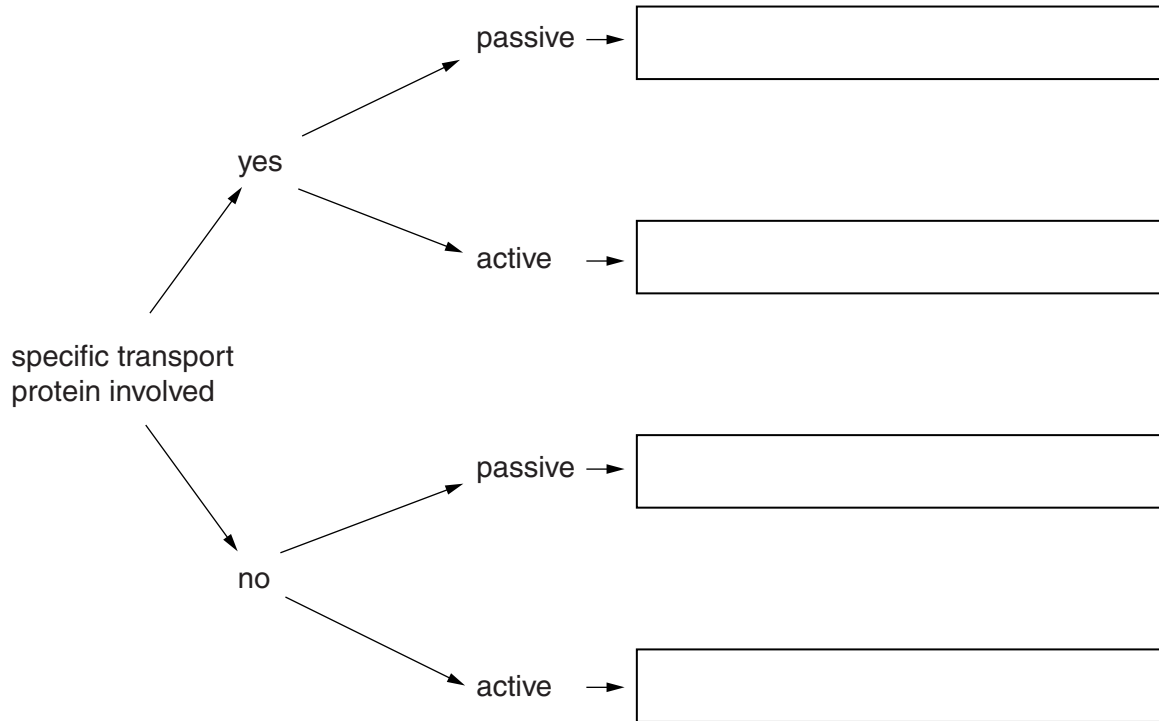 passive
yes
active
specific transport
protein involved
passive
no
active